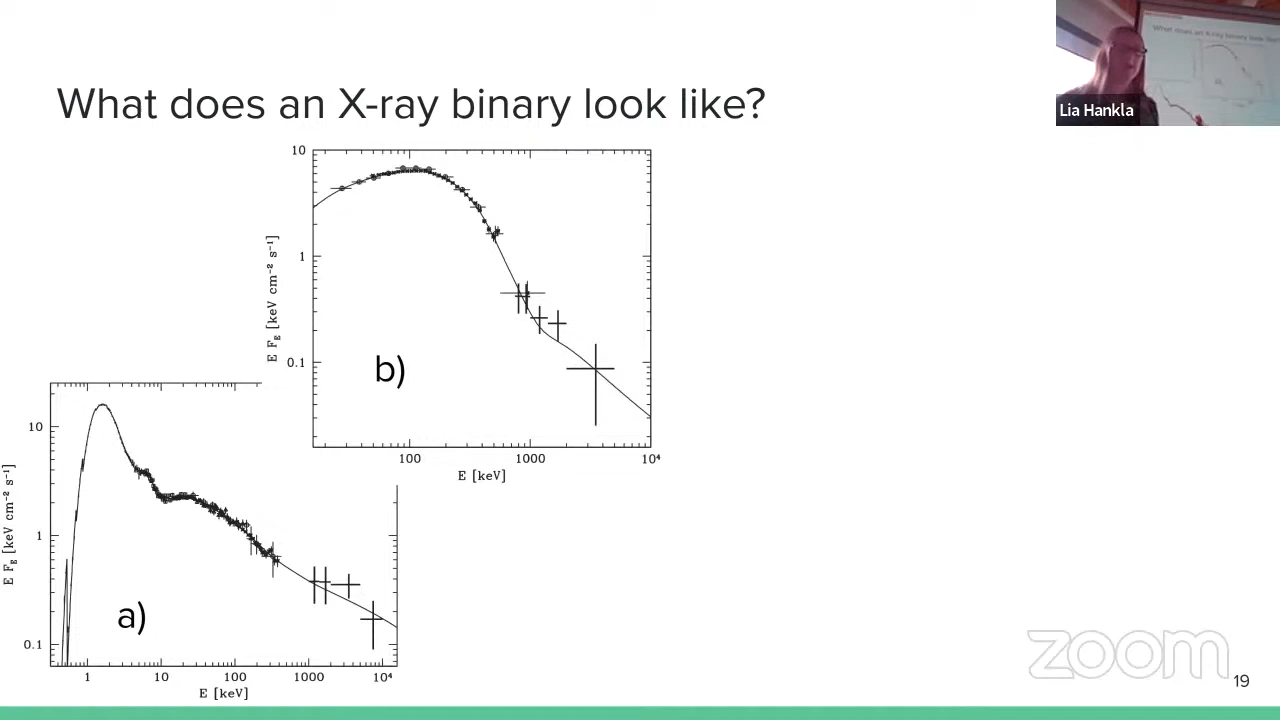 What does an X-ray binary look like?
Lia Hankla
10
1
0.1
E F_E [keV cm⁻² s⁻¹]
b)
100 1000 10⁴
E [keV]
10
1
0.1
E F_E [keV cm⁻² s⁻¹]
a)
1 10 100 1000 10⁴
E [keV]
zoom
19